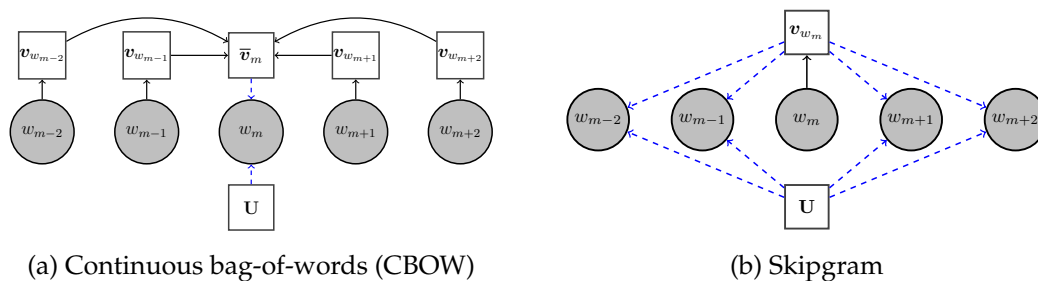 v_{w_{m−2}} v_{w_{m−1}} v̅_m v_{w_{m+1}} v_{w_{m+2}}
w_{m−2} w_{m−1} w_m w_{m+1} w_{m+2}
U
(a) Continuous bag-of-words (CBOW)
v_{w_m}
w_{m−2} w_{m−1} w_m w_{m+1} w_{m+2}
U
(b) Skipgram